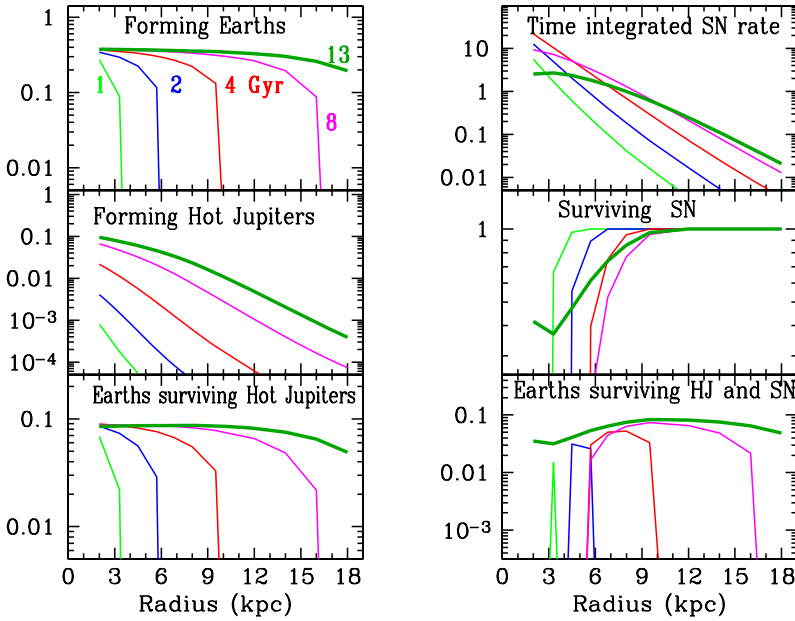 Forming Earths
1
0.1
0.01
1
2
4 Gyr
8
13
Time integrated SN rate
10
1
0.1
0.01
Forming Hot Jupiters
1
0.1
0.01
10⁻³
10⁻⁴
Surviving SN
1
Earths surviving Hot Jupiters
0.1
0.01
0 3 6 9 12 15 18
Radius (kpc)
Earths surviving HJ and SN
0.1
0.01
10⁻³
0 3 6 9 12 15 18
Radius (kpc)